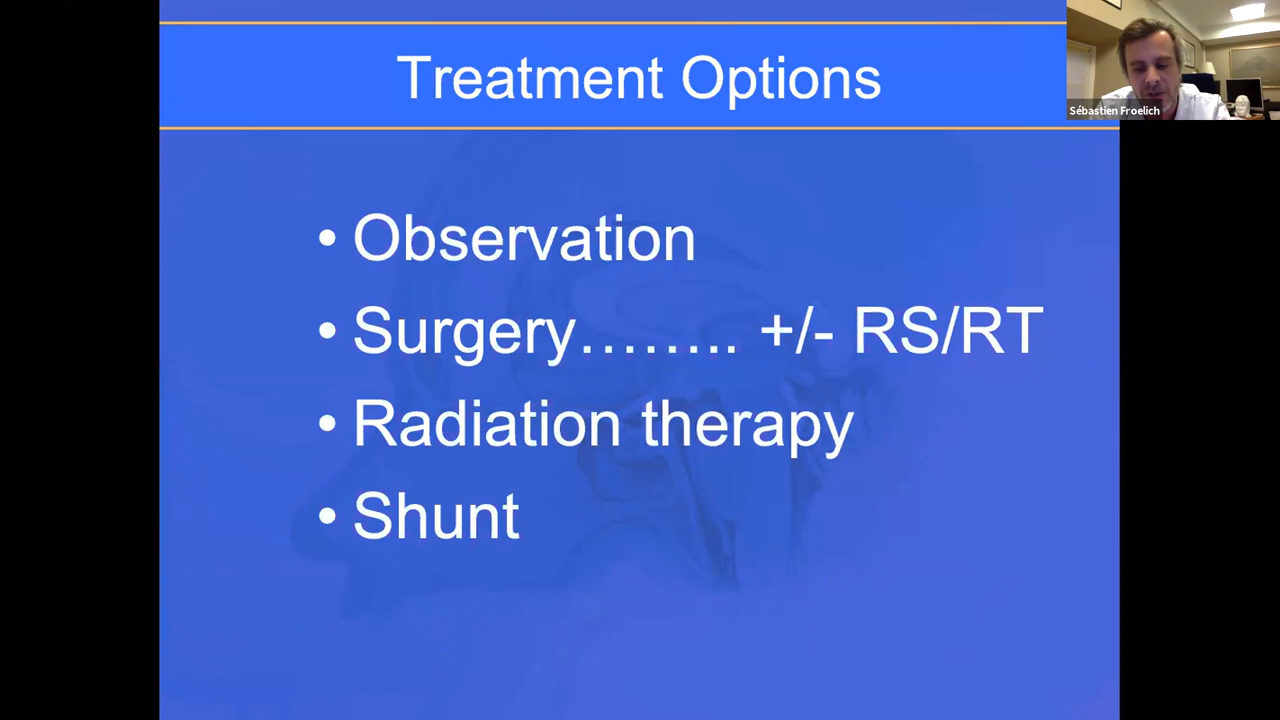 Treatment Options
Sébastien Froelich
• Observation
• Surgery…….. +/- RS/RT
• Radiation therapy
• Shunt